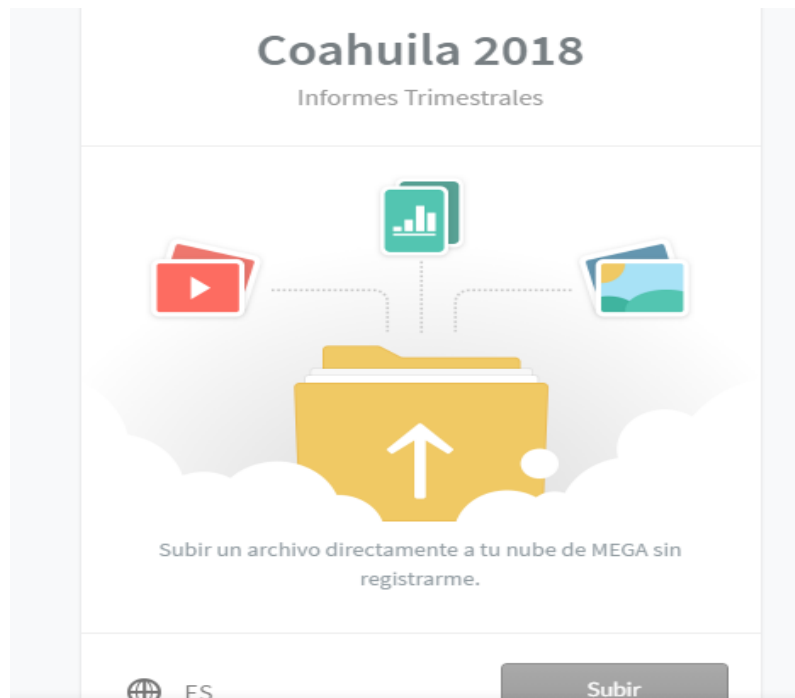 Coahuila 2018
Informes Trimestrales
Subir un archivo directamente a tu nube de MEGA sin
registrarme.
ES
Subir